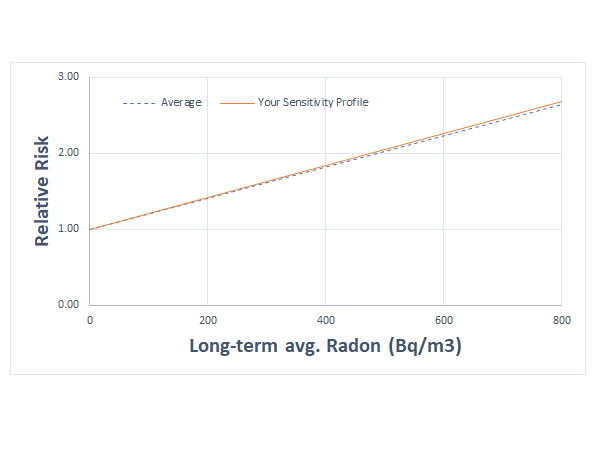 3.00
Average
Your Sensitivity Profile
2.00
Relative Risk
1.00
0.00
0
200
400
600
800
Long-term avg. Radon (Bq/m3)